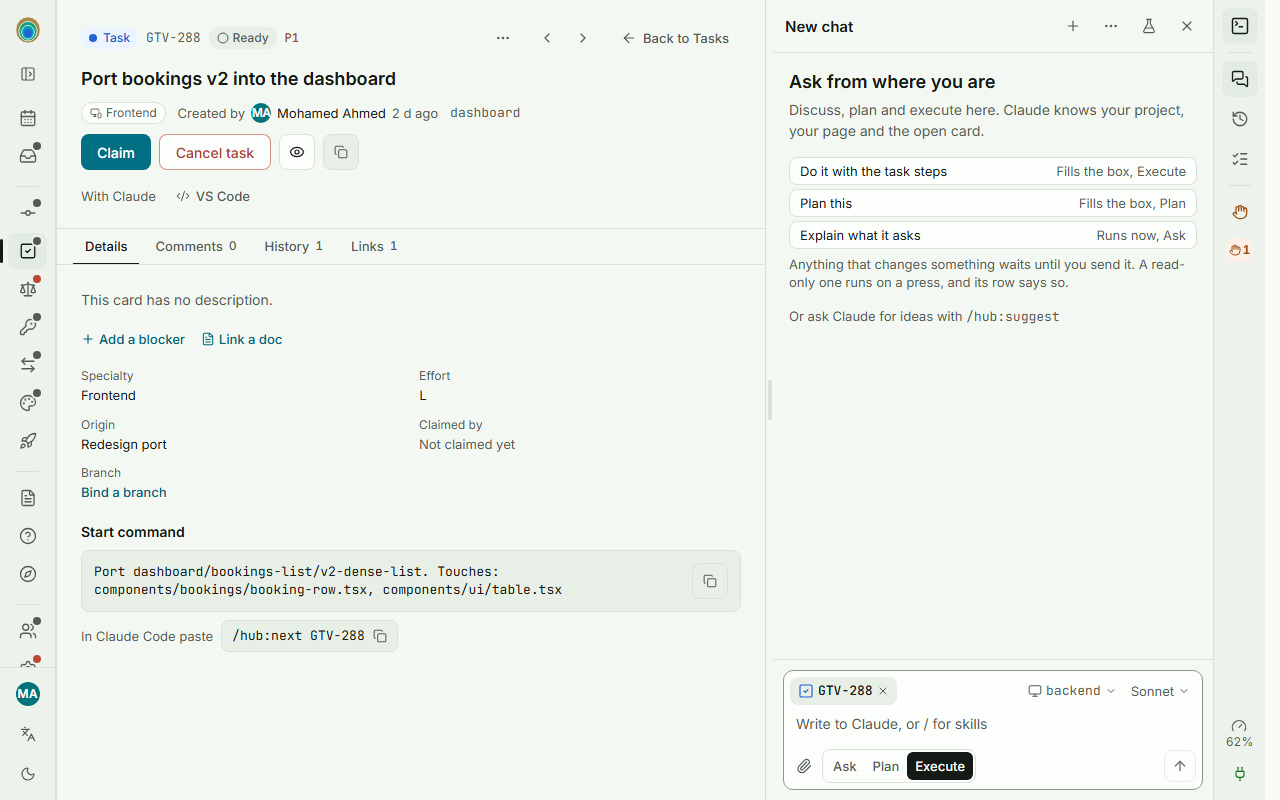 Task GTV-288 Ready P1
Back to Tasks
Port bookings v2 into the dashboard
Frontend Created by MA Mohamed Ahmed 2 d ago dashboard
Claim Cancel task
With Claude VS Code
Details Comments 0 History 1 Links 1
This card has no description.
Add a blocker Link a doc
Specialty Effort
Frontend L
Origin Claimed by
Redesign port Not claimed yet
Branch
Bind a branch
Start command
Port dashboard/bookings-list/v2-dense-list. Touches:
components/bookings/booking-row.tsx, components/ui/table.tsx
In Claude Code paste /hub:next GTV-288
MA
New chat
Ask from where you are
Discuss, plan and execute here. Claude knows your project,
your page and the open card.
Do it with the task steps Fills the box, Execute
Plan this Fills the box, Plan
Explain what it asks Runs now, Ask
Anything that changes something waits until you send it. A read-
only one runs on a press, and its row says so.
Or ask Claude for ideas with /hub:suggest
GTV-288 backend Sonnet
Write to Claude, or / for skills
Ask Plan Execute
1
62%